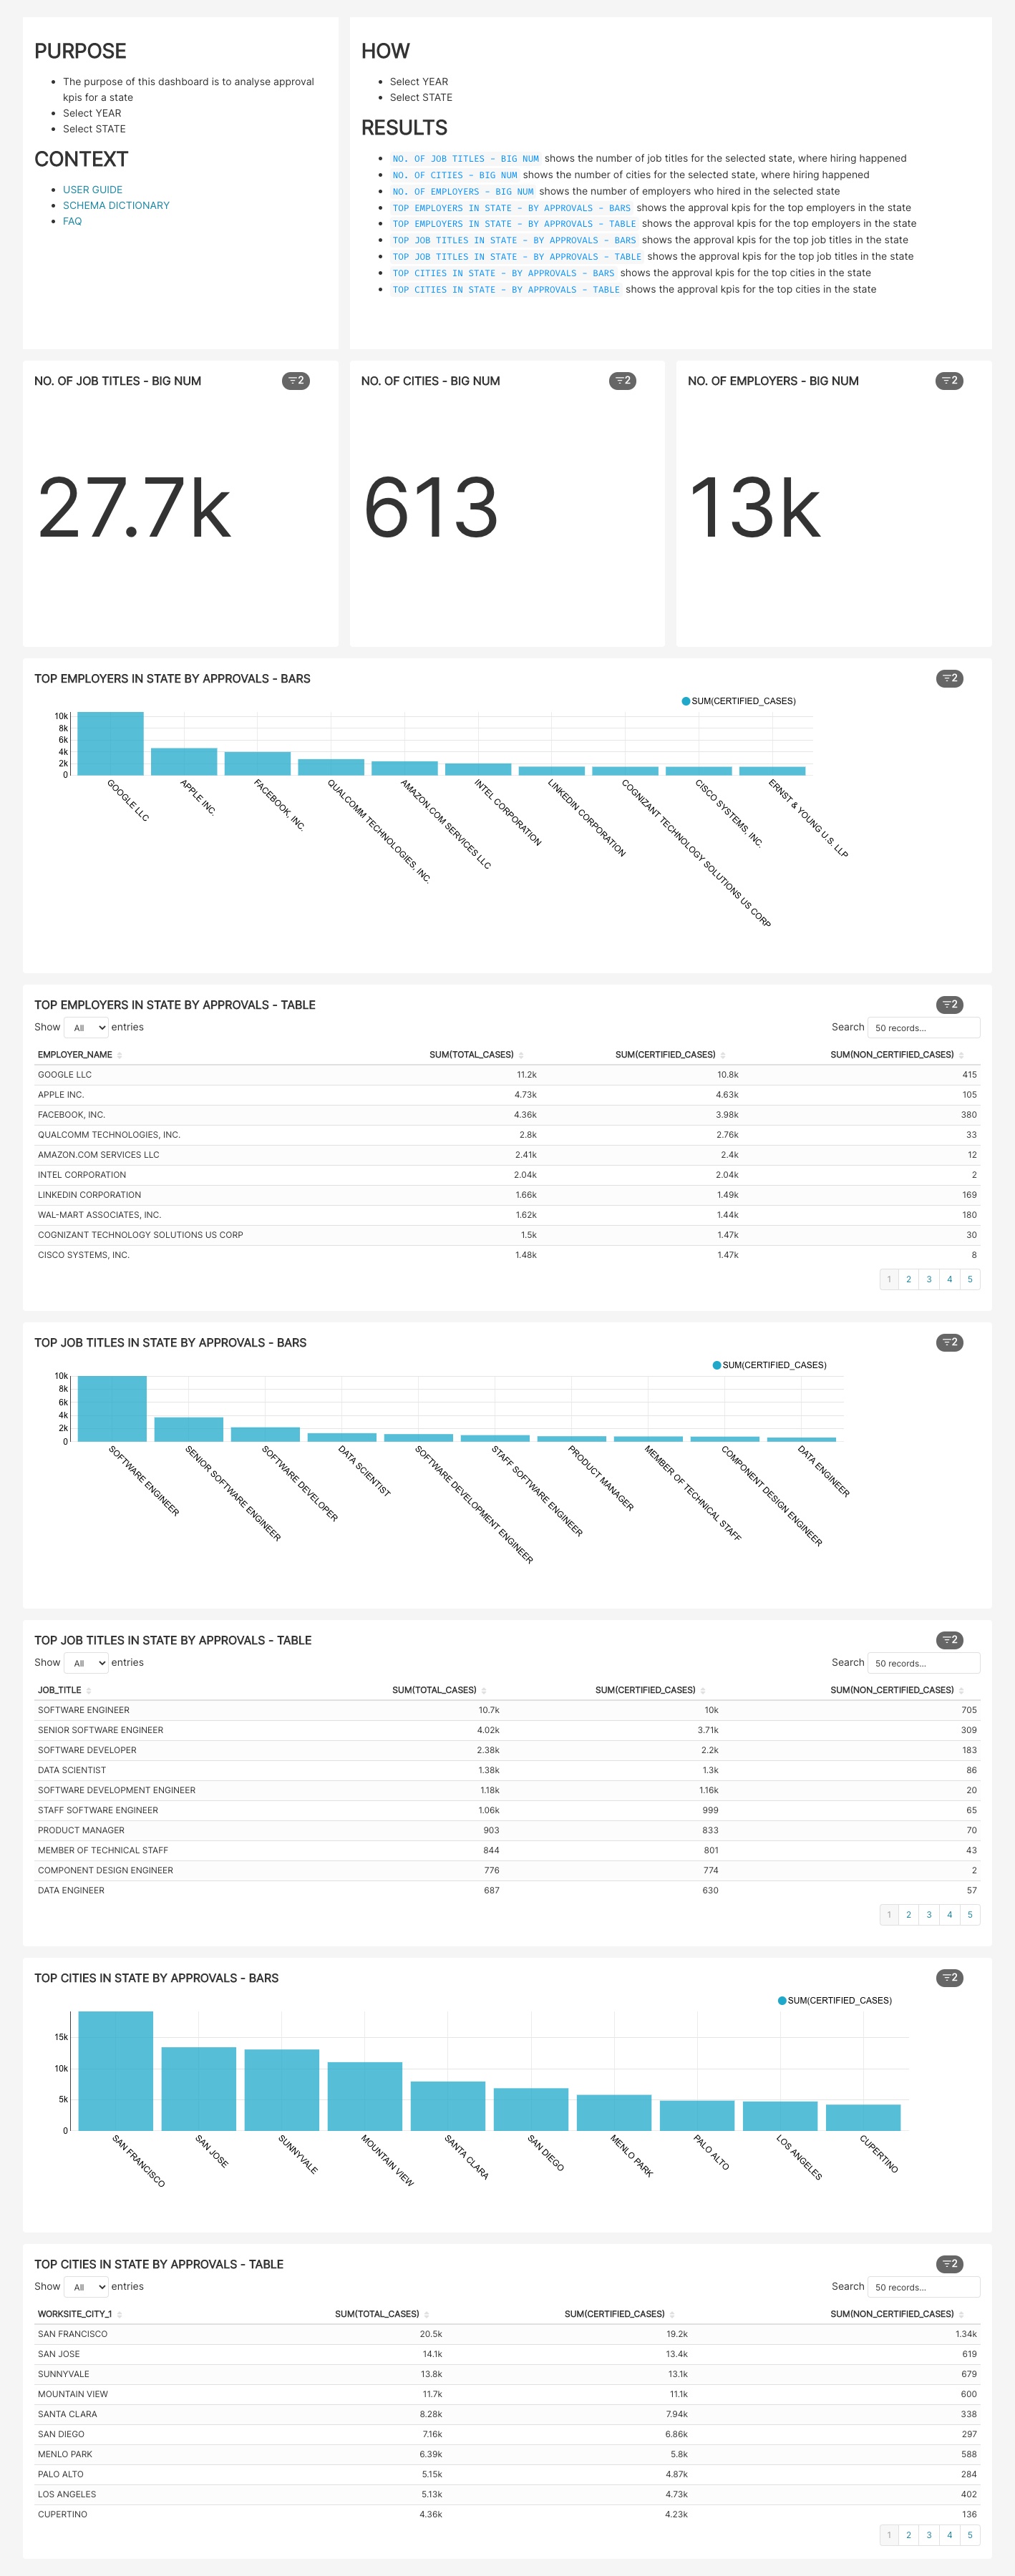 PURPOSE
The purpose of this dashboard is to analyse approval
kpis for a state
Select YEAR
Select STATE
CONTEXT
USER GUIDE
SCHEMA DICTIONARY
FAQ
HOW
Select YEAR
Select STATE
RESULTS
NO. OF JOB TITLES - BIG NUM shows the number of job titles for the selected state, where hiring happened
NO. OF CITIES - BIG NUM shows the number of cities for the selected state, where hiring happened
NO. OF EMPLOYERS - BIG NUM shows the number of employers who hired in the selected state
TOP EMPLOYERS IN STATE - BY APPROVALS - BARS shows the approval kpis for the top employers in the state
TOP EMPLOYERS IN STATE - BY APPROVALS - TABLE shows the approval kpis for the top employers in the state
TOP JOB TITLES IN STATE - BY APPROVALS - BARS shows the approval kpis for the top job titles in the state
TOP JOB TITLES IN STATE - BY APPROVALS - TABLE shows the approval kpis for the top job titles in the state
TOP CITIES IN STATE - BY APPROVALS - BARS shows the approval kpis for the top cities in the state
TOP CITIES IN STATE - BY APPROVALS - TABLE shows the approval kpis for the top cities in the state
NO. OF JOB TITLES - BIG NUM 2
27.7k
NO. OF CITIES - BIG NUM 2
613
NO. OF EMPLOYERS - BIG NUM 2
13k
TOP EMPLOYERS IN STATE BY APPROVALS - BARS 2
SUM(CERTIFIED_CASES)
10k
8k
6k
4k
2k
0
GOOGLE LLC
APPLE INC.
FACEBOOK, INC.
QUALCOMM TECHNOLOGIES, INC.
AMAZON.COM SERVICES LLC
INTEL CORPORATION
LINKEDIN CORPORATION
COGNIZANT TECHNOLOGY SOLUTIONS US CORP
CISCO SYSTEMS, INC.
ERNST & YOUNG U.S. LLP
TOP EMPLOYERS IN STATE BY APPROVALS - TABLE 2
Show All entries Search 50 records...
EMPLOYER_NAME SUM(TOTAL_CASES) SUM(CERTIFIED_CASES) SUM(NON_CERTIFIED_CASES)
GOOGLE LLC 11.2k 10.8k 415
APPLE INC. 4.73k 4.63k 105
FACEBOOK, INC. 4.36k 3.98k 380
QUALCOMM TECHNOLOGIES, INC. 2.8k 2.76k 33
AMAZON.COM SERVICES LLC 2.41k 2.4k 12
INTEL CORPORATION 2.04k 2.04k 2
LINKEDIN CORPORATION 1.66k 1.49k 169
WAL-MART ASSOCIATES, INC. 1.62k 1.44k 180
COGNIZANT TECHNOLOGY SOLUTIONS US CORP 1.5k 1.47k 30
CISCO SYSTEMS, INC. 1.48k 1.47k 8
1 2 3 4 5
TOP JOB TITLES IN STATE BY APPROVALS - BARS 2
SUM(CERTIFIED_CASES)
10k
8k
6k
4k
2k
0
SOFTWARE ENGINEER
SENIOR SOFTWARE ENGINEER
SOFTWARE DEVELOPER
DATA SCIENTIST
SOFTWARE DEVELOPMENT ENGINEER
STAFF SOFTWARE ENGINEER
PRODUCT MANAGER
MEMBER OF TECHNICAL STAFF
COMPONENT DESIGN ENGINEER
DATA ENGINEER
TOP JOB TITLES IN STATE BY APPROVALS - TABLE 2
Show All entries Search 50 records...
JOB_TITLE SUM(TOTAL_CASES) SUM(CERTIFIED_CASES) SUM(NON_CERTIFIED_CASES)
SOFTWARE ENGINEER 10.7k 10k 705
SENIOR SOFTWARE ENGINEER 4.02k 3.71k 309
SOFTWARE DEVELOPER 2.38k 2.2k 183
DATA SCIENTIST 1.38k 1.3k 86
SOFTWARE DEVELOPMENT ENGINEER 1.18k 1.16k 20
STAFF SOFTWARE ENGINEER 1.06k 999 65
PRODUCT MANAGER 903 833 70
MEMBER OF TECHNICAL STAFF 844 801 43
COMPONENT DESIGN ENGINEER 776 774 2
DATA ENGINEER 687 630 57
1 2 3 4 5
TOP CITIES IN STATE BY APPROVALS - BARS 2
SUM(CERTIFIED_CASES)
15k
10k
5k
0
SAN FRANCISCO
SAN JOSE
SUNNYVALE
MOUNTAIN VIEW
SANTA CLARA
SAN DIEGO
MENLO PARK
PALO ALTO
LOS ANGELES
CUPERTINO
TOP CITIES IN STATE BY APPROVALS - TABLE 2
Show All entries Search 50 records...
WORKSITE_CITY_1 SUM(TOTAL_CASES) SUM(CERTIFIED_CASES) SUM(NON_CERTIFIED_CASES)
SAN FRANCISCO 20.5k 19.2k 1.34k
SAN JOSE 14.1k 13.4k 619
SUNNYVALE 13.8k 13.1k 679
MOUNTAIN VIEW 11.7k 11.1k 600
SANTA CLARA 8.28k 7.94k 338
SAN DIEGO 7.16k 6.86k 297
MENLO PARK 6.39k 5.8k 588
PALO ALTO 5.15k 4.87k 284
LOS ANGELES 5.13k 4.73k 402
CUPERTINO 4.36k 4.23k 136
1 2 3 4 5